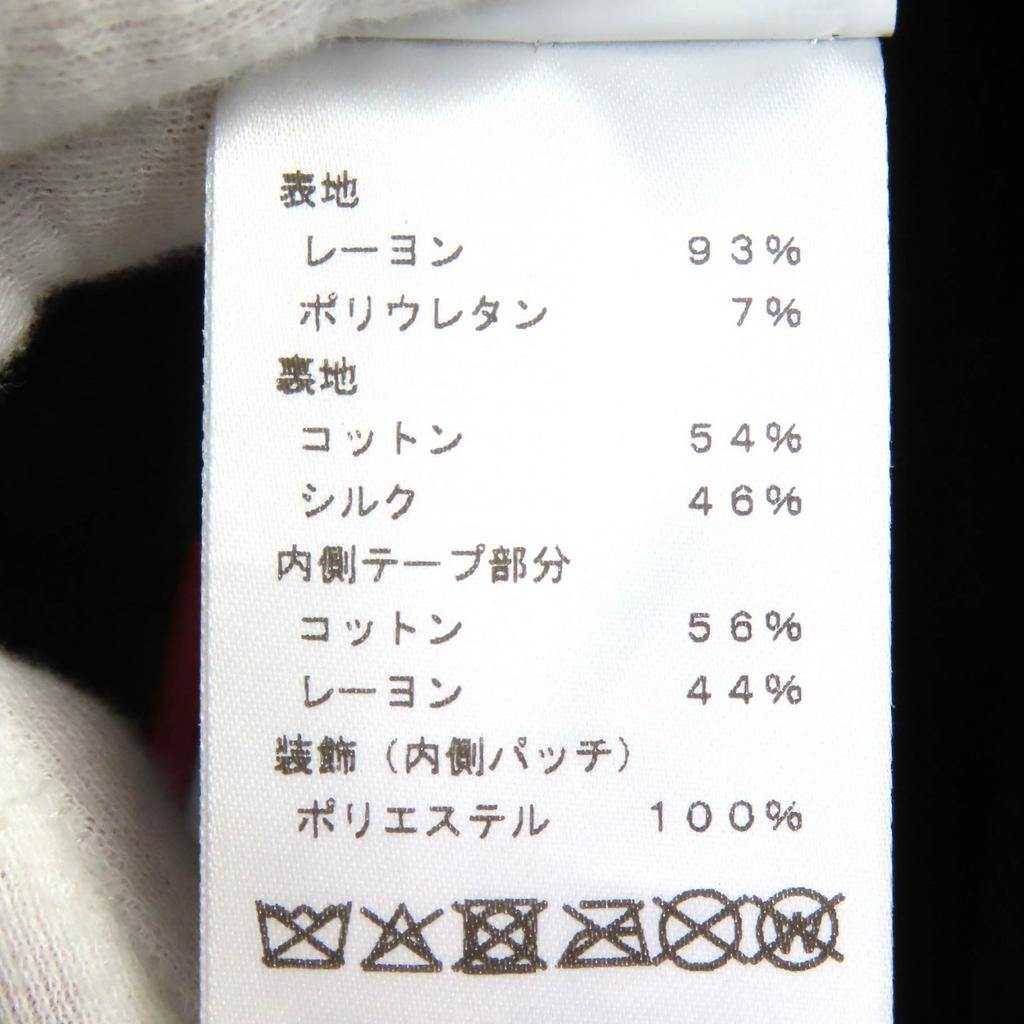 表地
レーヨン 93%
ポリウレタン 7%
裏地
コットン 54%
シルク 46%
内側テープ部分
コットン 56%
レーヨン 44%
装飾（内側パッチ）
ポリエステル 100%
W